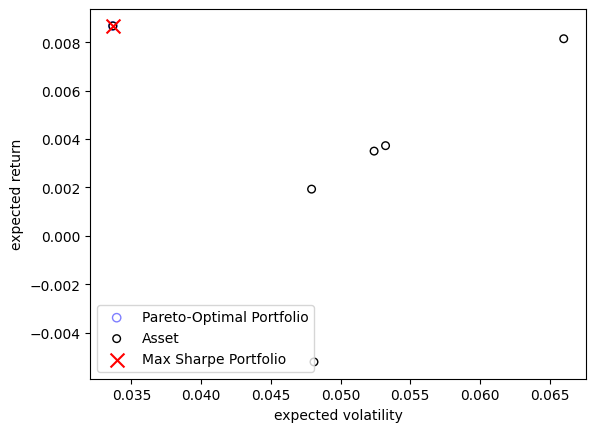 0.008
0.006
0.004
0.002
0.000
−0.002
−0.004
expected return
Pareto-Optimal Portfolio
Asset
Max Sharpe Portfolio
0.035 0.040 0.045 0.050 0.055 0.060 0.065
expected volatility